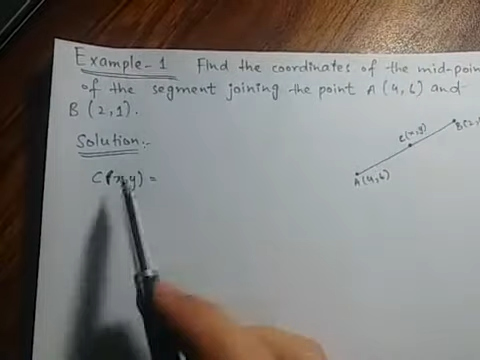 Example-1 Find the coordinates of the mid-poin
of the segment joining the point A(4,6) and
B (2,1).
Solution:-
C(x,y)
B(2,
A(4,6)
C(x,y) =